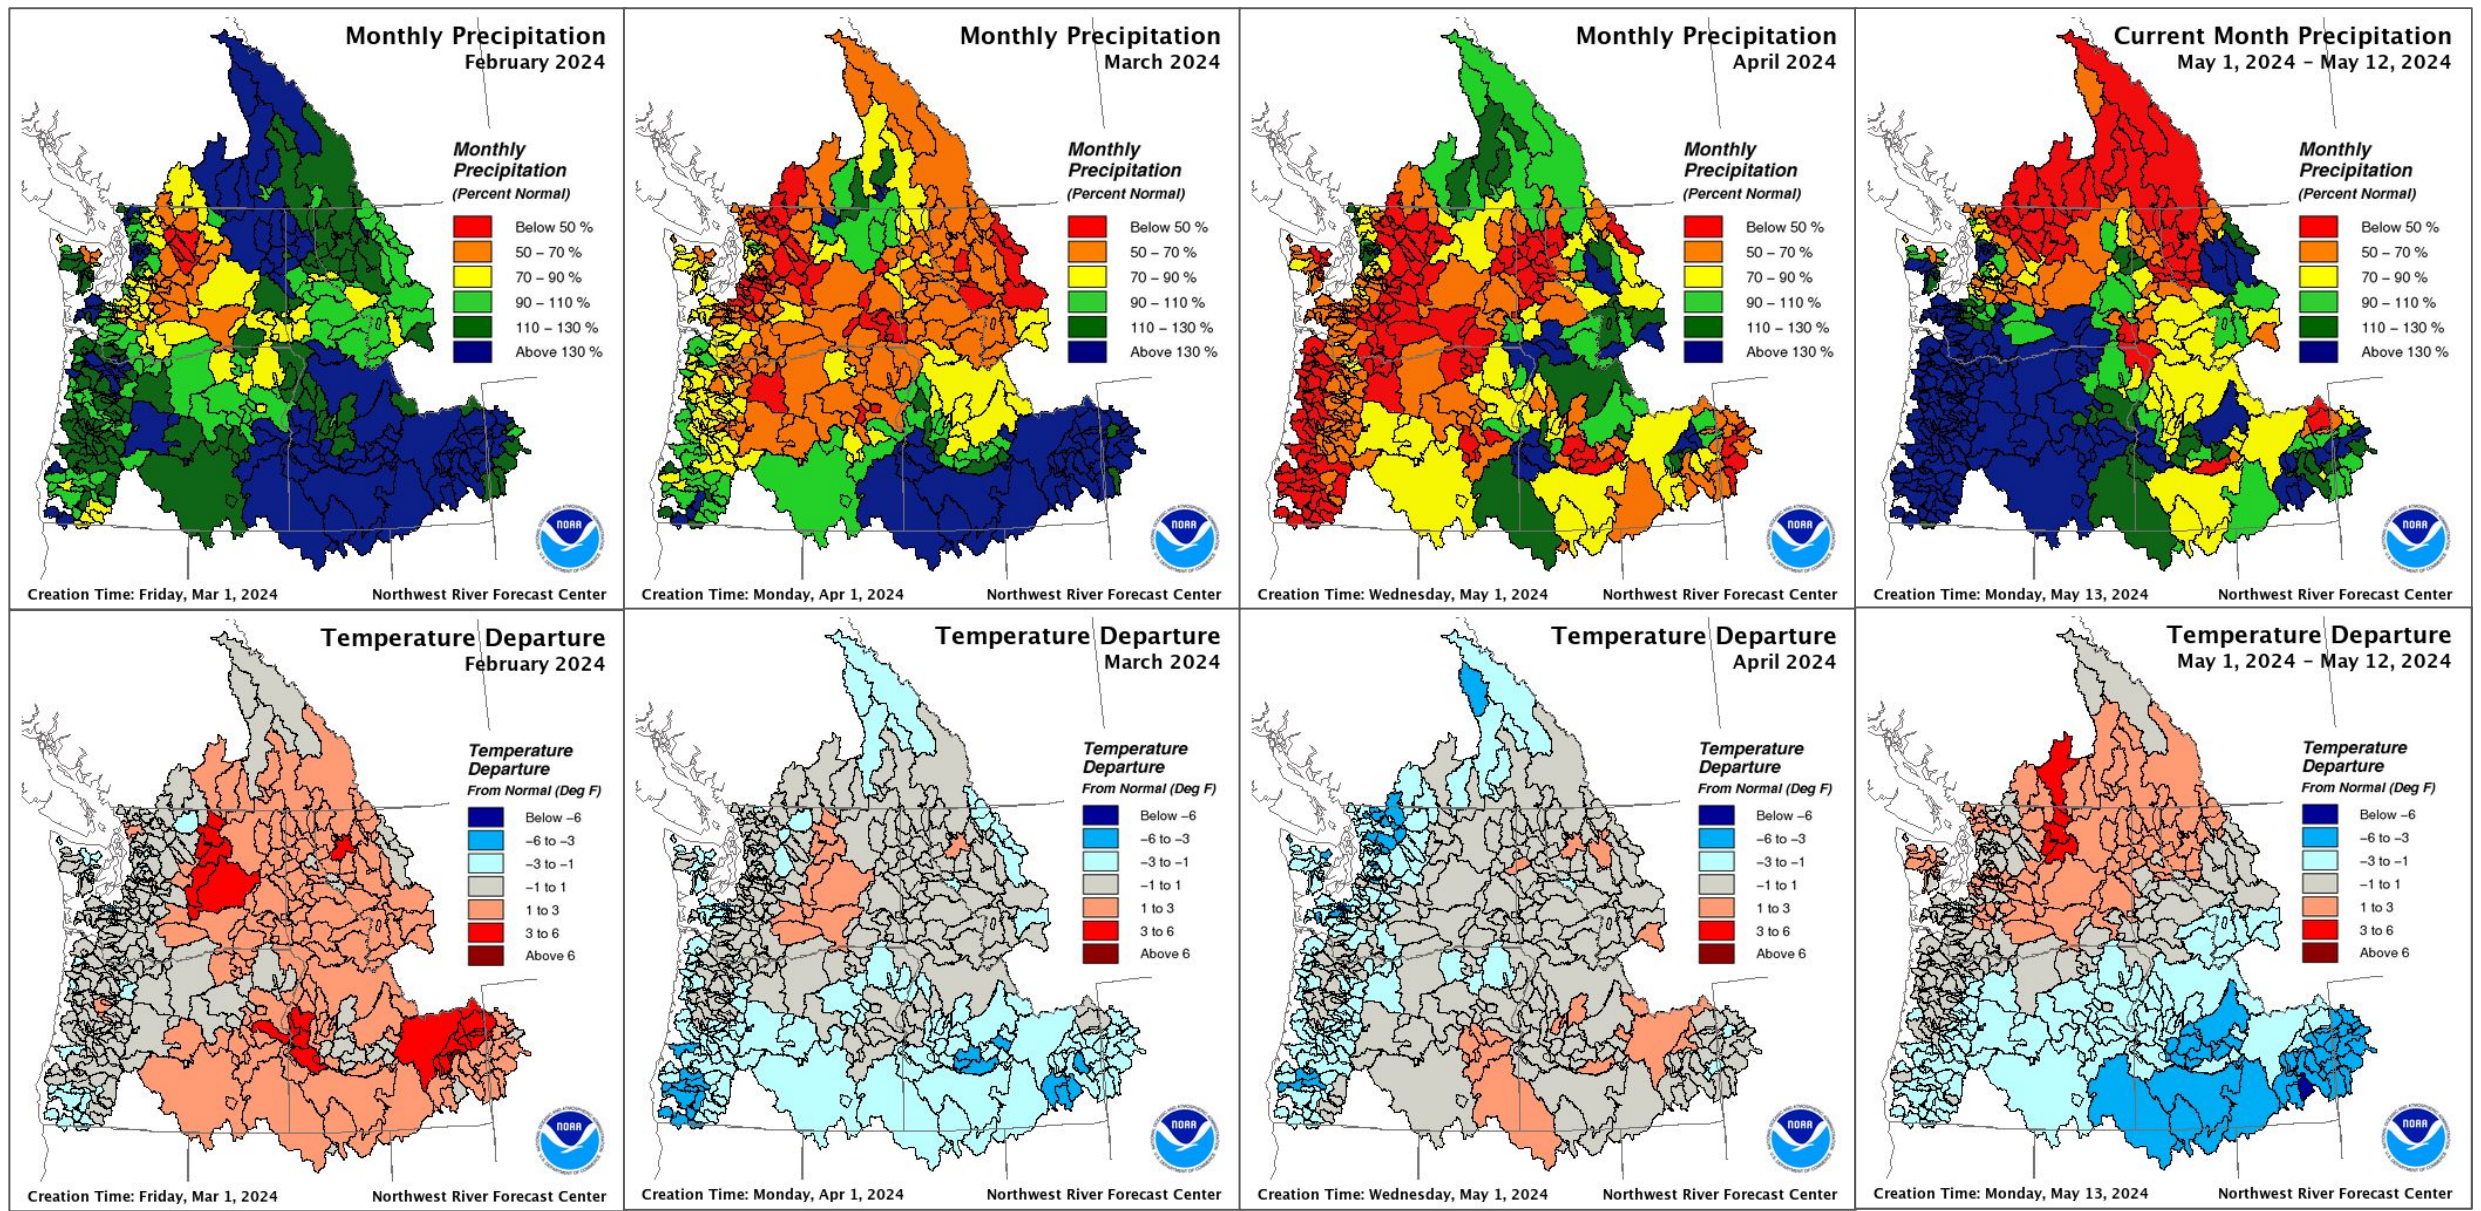 Monthly Precipitation
February 2024
Monthly
Precipitation
(Percent Normal)
Below 50 %
50 – 70 %
70 – 90 %
90 – 110 %
110 – 130 %
Above 130 %
NOAA
Creation Time: Friday, Mar 1, 2024
Northwest River Forecast Center
Monthly Precipitation
March 2024
Monthly
Precipitation
(Percent Normal)
Below 50 %
50 – 70 %
70 – 90 %
90 – 110 %
110 – 130 %
Above 130 %
NOAA
Creation Time: Monday, Apr 1, 2024
Northwest River Forecast Center
Monthly Precipitation
April 2024
Monthly
Precipitation
(Percent Normal)
Below 50 %
50 – 70 %
70 – 90 %
90 – 110 %
110 – 130 %
Above 130 %
NOAA
Creation Time: Wednesday, May 1, 2024
Northwest River Forecast Center
Current Month Precipitation
May 1, 2024 – May 12, 2024
Monthly
Precipitation
(Percent Normal)
Below 50 %
50 – 70 %
70 – 90 %
90 – 110 %
110 – 130 %
Above 130 %
NOAA
Creation Time: Monday, May 13, 2024
Northwest River Forecast Center
Temperature Departure
February 2024
Temperature
Departure
From Normal (Deg F)
Below –6
–6 to –3
–3 to –1
–1 to 1
1 to 3
3 to 6
Above 6
NOAA
Creation Time: Friday, Mar 1, 2024
Northwest River Forecast Center
Temperature Departure
March 2024
Temperature
Departure
From Normal (Deg F)
Below –6
–6 to –3
–3 to –1
–1 to 1
1 to 3
3 to 6
Above 6
NOAA
Creation Time: Monday, Apr 1, 2024
Northwest River Forecast Center
Temperature Departure
April 2024
Temperature
Departure
From Normal (Deg F)
Below –6
–6 to –3
–3 to –1
–1 to 1
1 to 3
3 to 6
Above 6
NOAA
Creation Time: Wednesday, May 1, 2024
Northwest River Forecast Center
Temperature Departure
May 1, 2024 – May 12, 2024
Temperature
Departure
From Normal (Deg F)
Below –6
–6 to –3
–3 to –1
–1 to 1
1 to 3
3 to 6
Above 6
NOAA
Creation Time: Monday, May 13, 2024
Northwest River Forecast Center